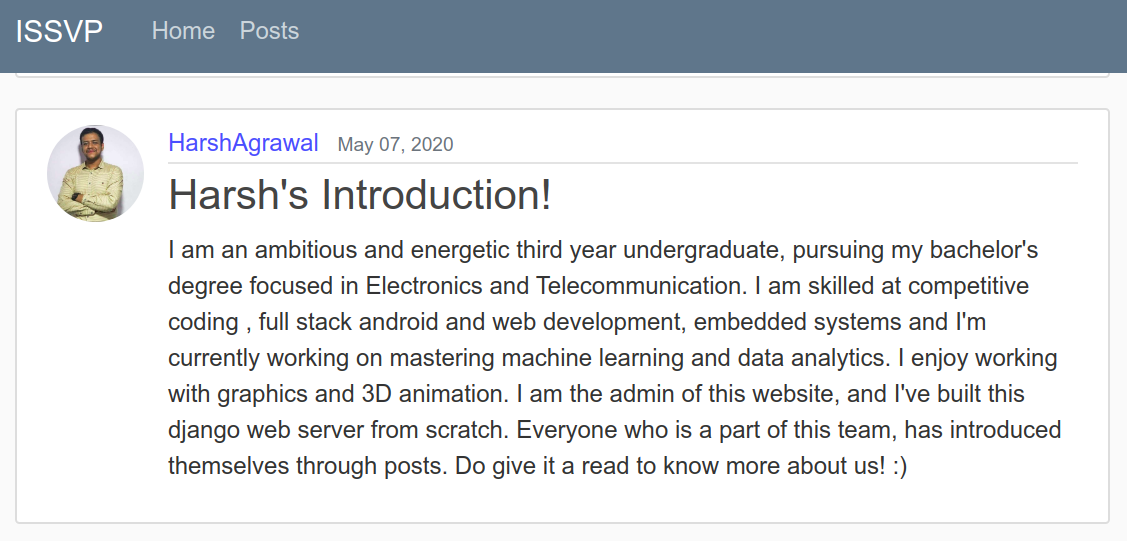 ISSVP Home Posts
HarshAgrawal May 07, 2020
Harsh's Introduction!
I am an ambitious and energetic third year undergraduate, pursuing my bachelor's
degree focused in Electronics and Telecommunication. I am skilled at competitive
coding , full stack android and web development, embedded systems and I'm
currently working on mastering machine learning and data analytics. I enjoy working
with graphics and 3D animation. I am the admin of this website, and I've built this
django web server from scratch. Everyone who is a part of this team, has introduced
themselves through posts. Do give it a read to know more about us! :)